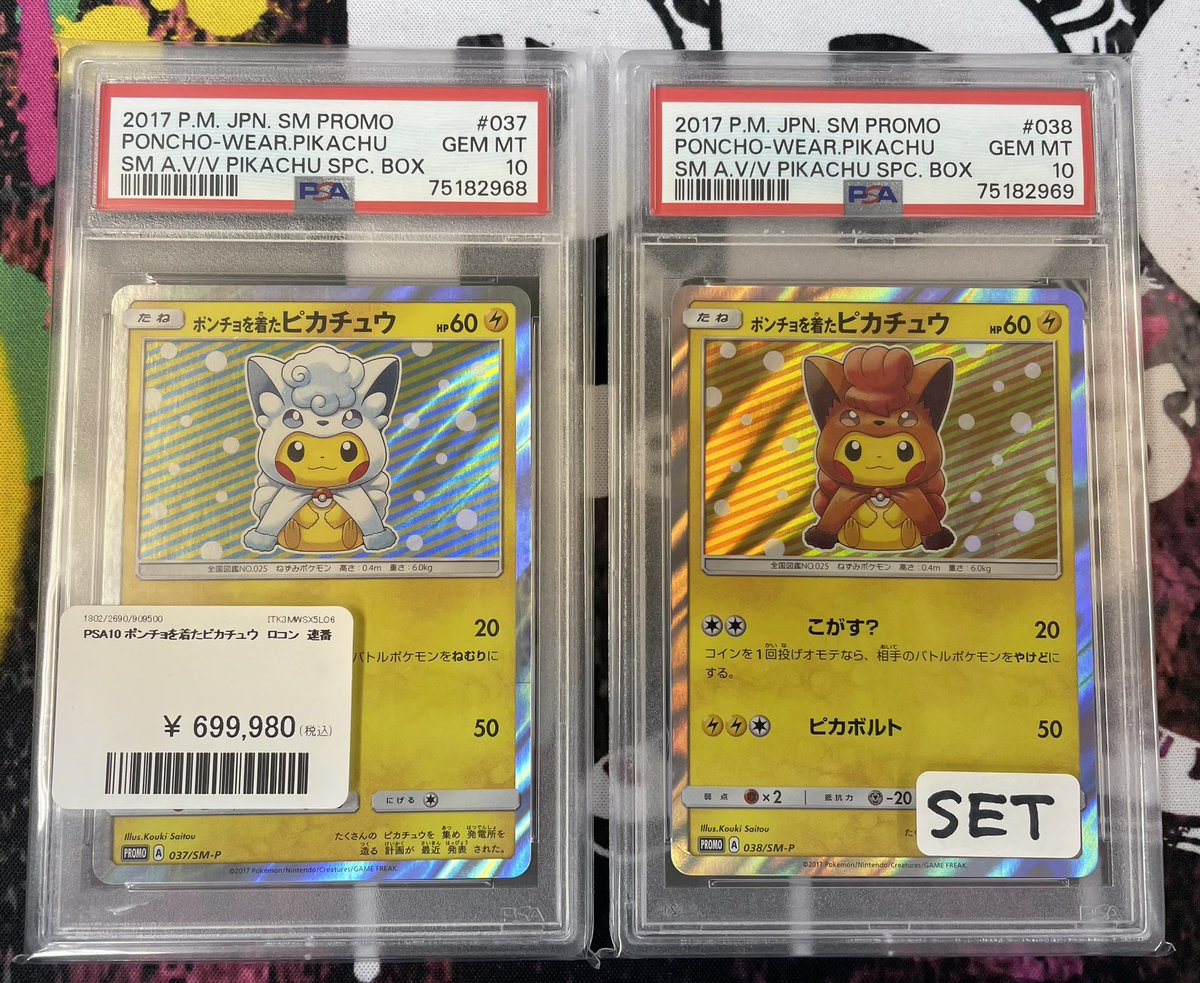 2017 P.M. JPN. SM PROMO #037
PONCHO-WEAR.PIKACHU GEM MT
SM A.V/V PIKACHU SPC. BOX 10
PSA 75182968
たね ポンチョを着たピカチュウ HP60
全国図鑑NO.025 ねずみポケモン 高さ:0.4m 重さ:6.0kg
20
バトルポケモンをねむりに
50
1802/2690/909500 ITK3MWSX5LO6
PSA10 ポンチョを着たピカチュウ ロコン 連番
¥ 699,980(税込)
にげる
Illus.Kouki Saitou
たくさんの ピカチュウを 集め 発電所を
造る 計画が 最近 発表 された。
PROMO A 037/SM-P
©2017 Pokémon/Nintendo/Creatures/GAME FREAK.
PSA
2017 P.M. JPN. SM PROMO #038
PONCHO-WEAR.PIKACHU GEM MT
SM A.V/V PIKACHU SPC. BOX 10
PSA 75182969
たね ポンチョを着たピカチュウ HP60
全国図鑑NO.025 ねずみポケモン 高さ:0.4m 重さ:6.0kg
こがす? 20
コインを1回投げオモテなら、相手のバトルポケモンをやけどに
する。
ピカボルト 50
弱点 ×2 抵抗力 -20
SET
Illus.Kouki Saitou
PROMO A 038/SM-P
©2017 Pokémon/Nintendo/Creatures/GAME FREAK.
PSA